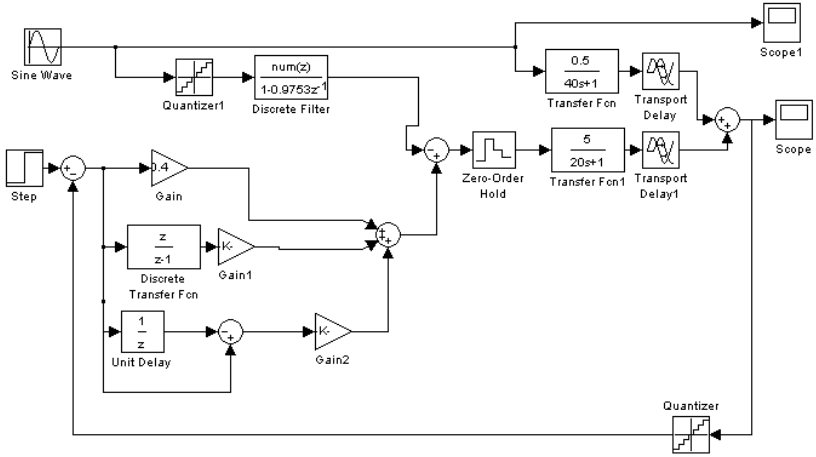 Sine Wave
Quantizer1
num(z)
1-0.9753z-1
Discrete Filter
0.5
40s+1
Transfer Fcn
Transport
Delay
Scope1
Scope
Step
+
-
0.4
Gain
-
+
Zero-Order
Hold
5
20s+1
Transfer Fcn1
Transport
Delay1
+
+
z
z-1
Discrete
Transfer Fcn
K-
Gain1
+
+
+
1
z
Unit Delay
-
+
K-
Gain2
Quantizer